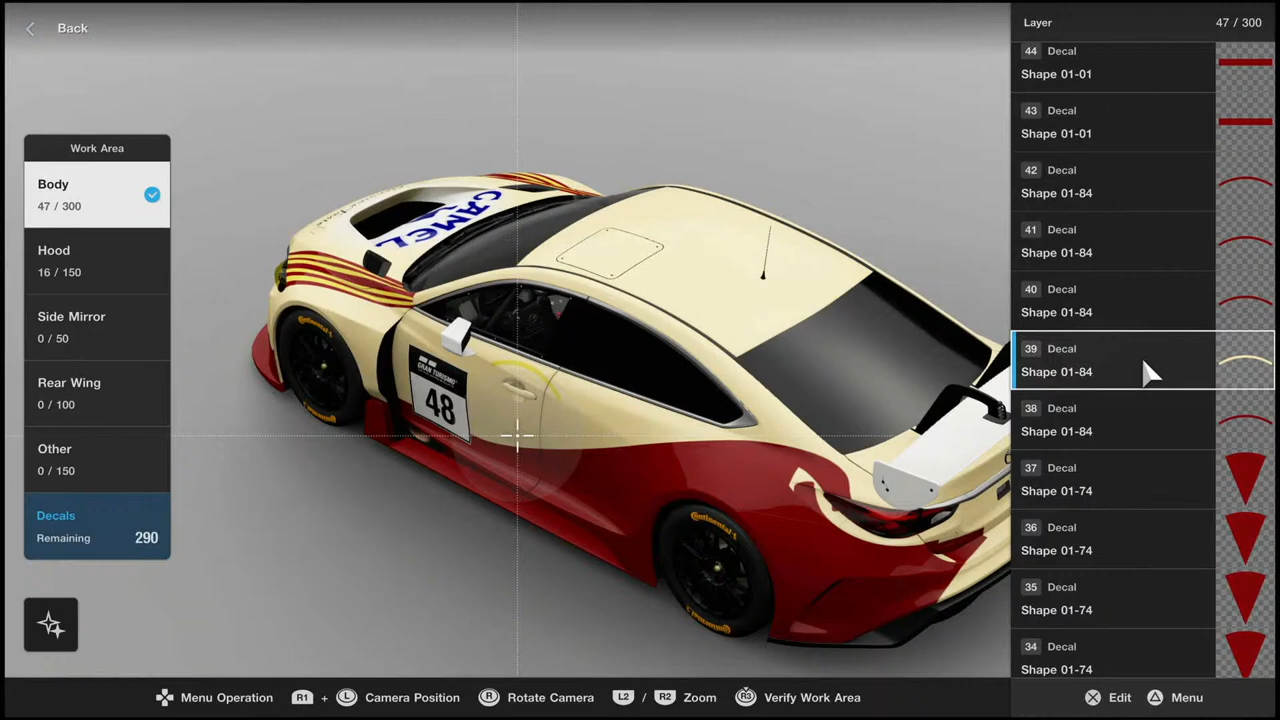 Back
Layer 47 / 300
44 Decal
Shape 01-01
43 Decal
Shape 01-01
42 Decal
Shape 01-84
41 Decal
Shape 01-84
40 Decal
Shape 01-84
39 Decal
Shape 01-84
38 Decal
Shape 01-84
37 Decal
Shape 01-74
36 Decal
Shape 01-74
35 Decal
Shape 01-74
34 Decal
Shape 01-74
Work Area
Body
47 / 300
Hood
16 / 150
Side Mirror
0 / 50
Rear Wing
0 / 100
Other
0 / 150
Decals
Remaining 290
CAMEL
GRAN TURISMO
48
Continental
Continental
Continental
Menu Operation
R1 + L Camera Position
R Rotate Camera
L2 / R2 Zoom
R3 Verify Work Area
Edit
Menu